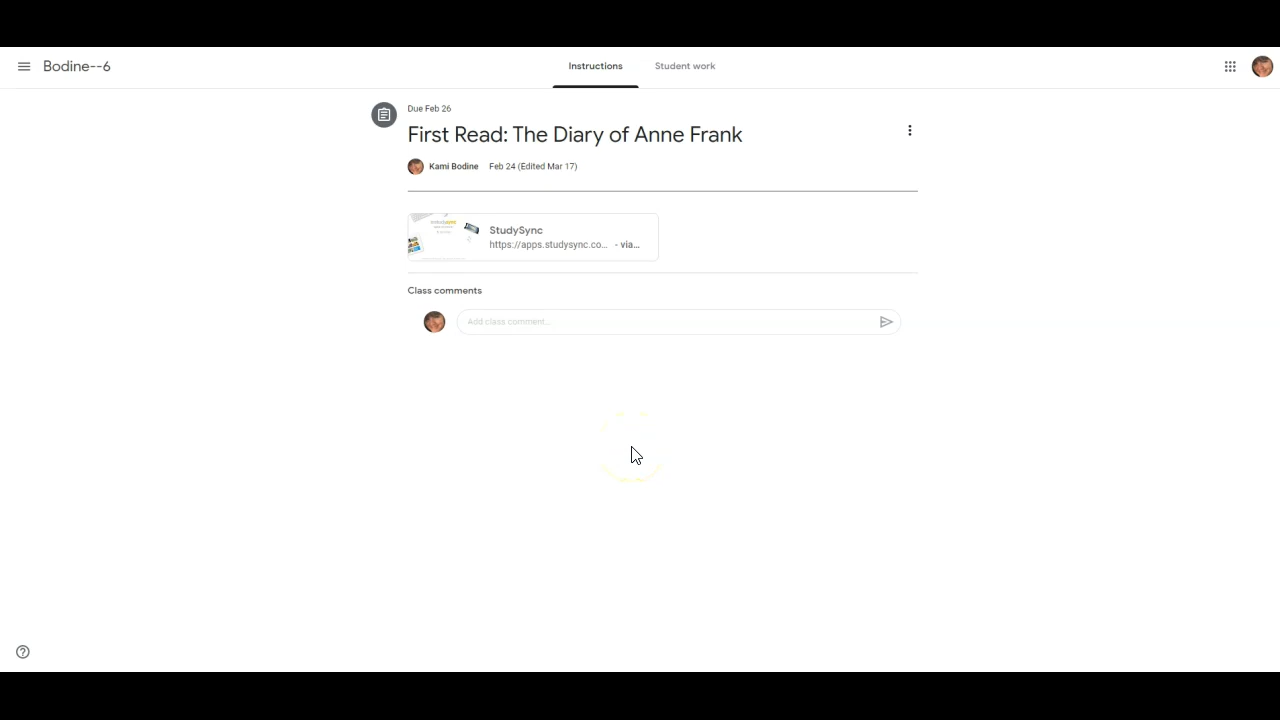 Bodine--6
Instructions
Student work
Due Feb 26
First Read: The Diary of Anne Frank
Kami Bodine Feb 24 (Edited Mar 17)
StudySync
https://apps.studysync.co... - via...
Class comments
Add class comment...